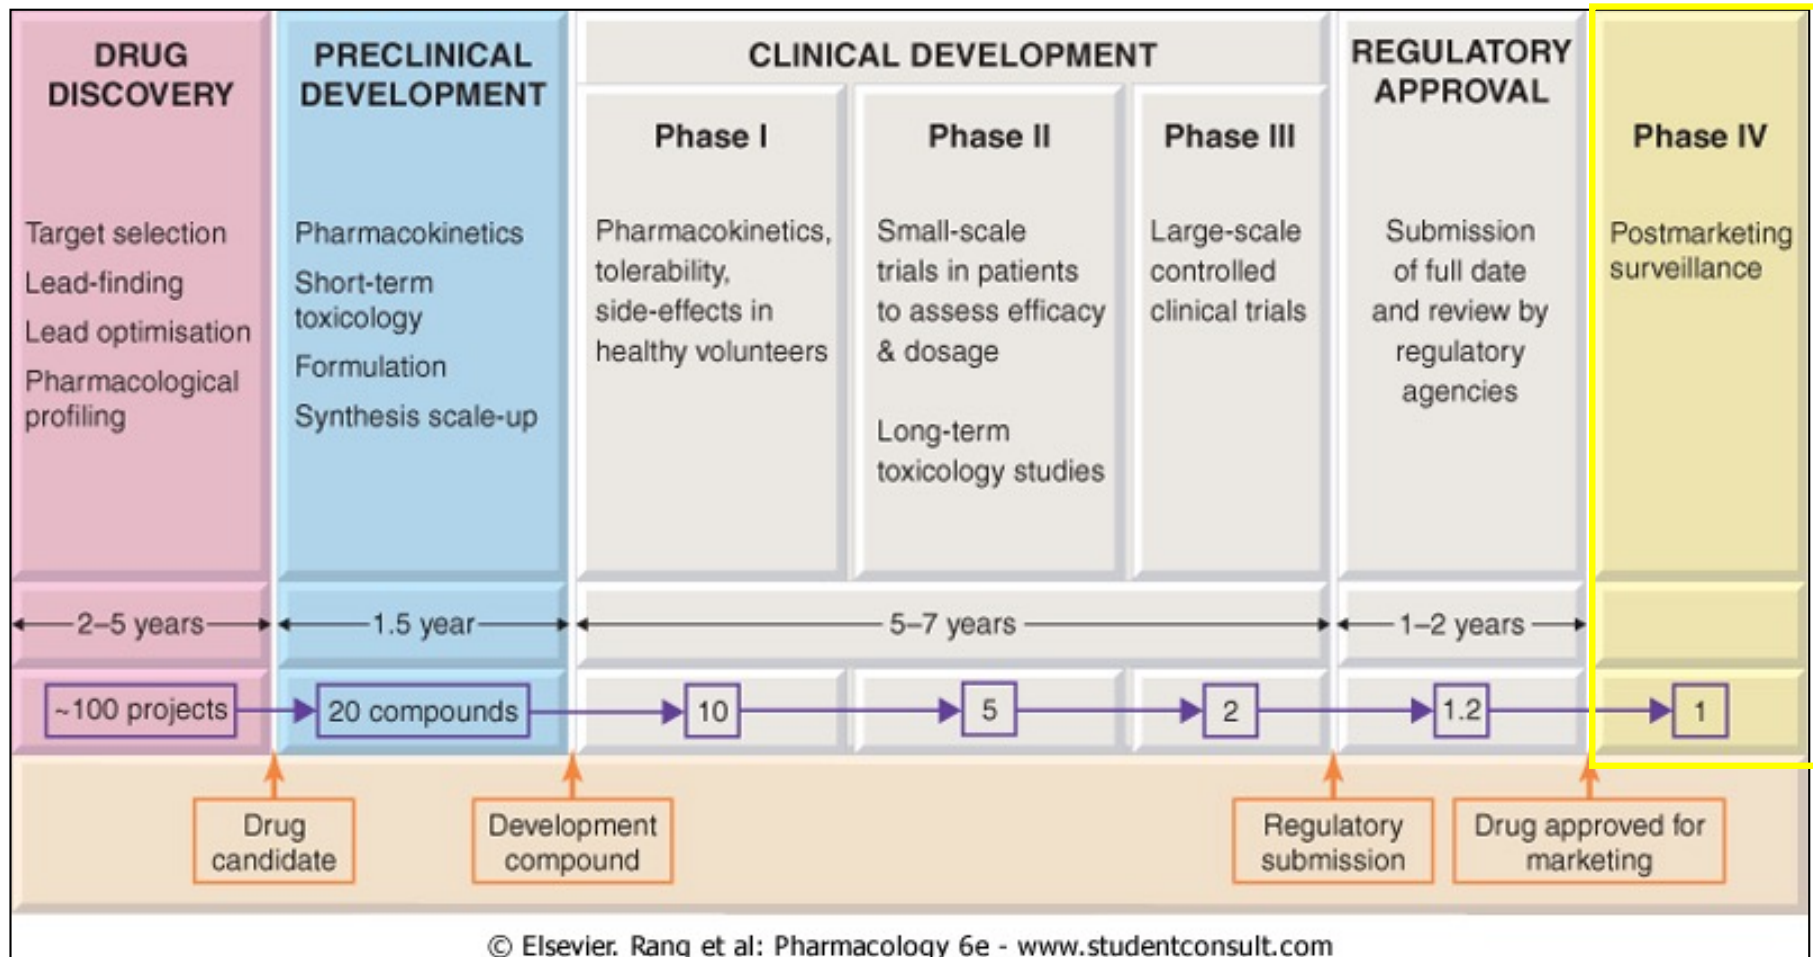 DRUG
DISCOVERY
Target selection
Lead-finding
Lead optimisation
Pharmacological
profiling
PRECLINICAL
DEVELOPMENT
Pharmacokinetics
Short-term
toxicology
Formulation
Synthesis scale-up
CLINICAL DEVELOPMENT
Phase I
Pharmacokinetics,
tolerability,
side-effects in
healthy volunteers
Phase II
Small-scale
trials in patients
to assess efficacy
& dosage
Long-term
toxicology studies
Phase III
Large-scale
controlled
clinical trials
REGULATORY
APPROVAL
Submission
of full date
and review by
regulatory
agencies
Phase IV
Postmarketing
surveillance
2–5 years
1.5 year
5–7 years
1–2 years
~100 projects
20 compounds
10
5
2
1.2
1
Drug
candidate
Development
compound
Regulatory
submission
Drug approved for
marketing
© Elsevier. Rang et al: Pharmacology 6e - www.studentconsult.com